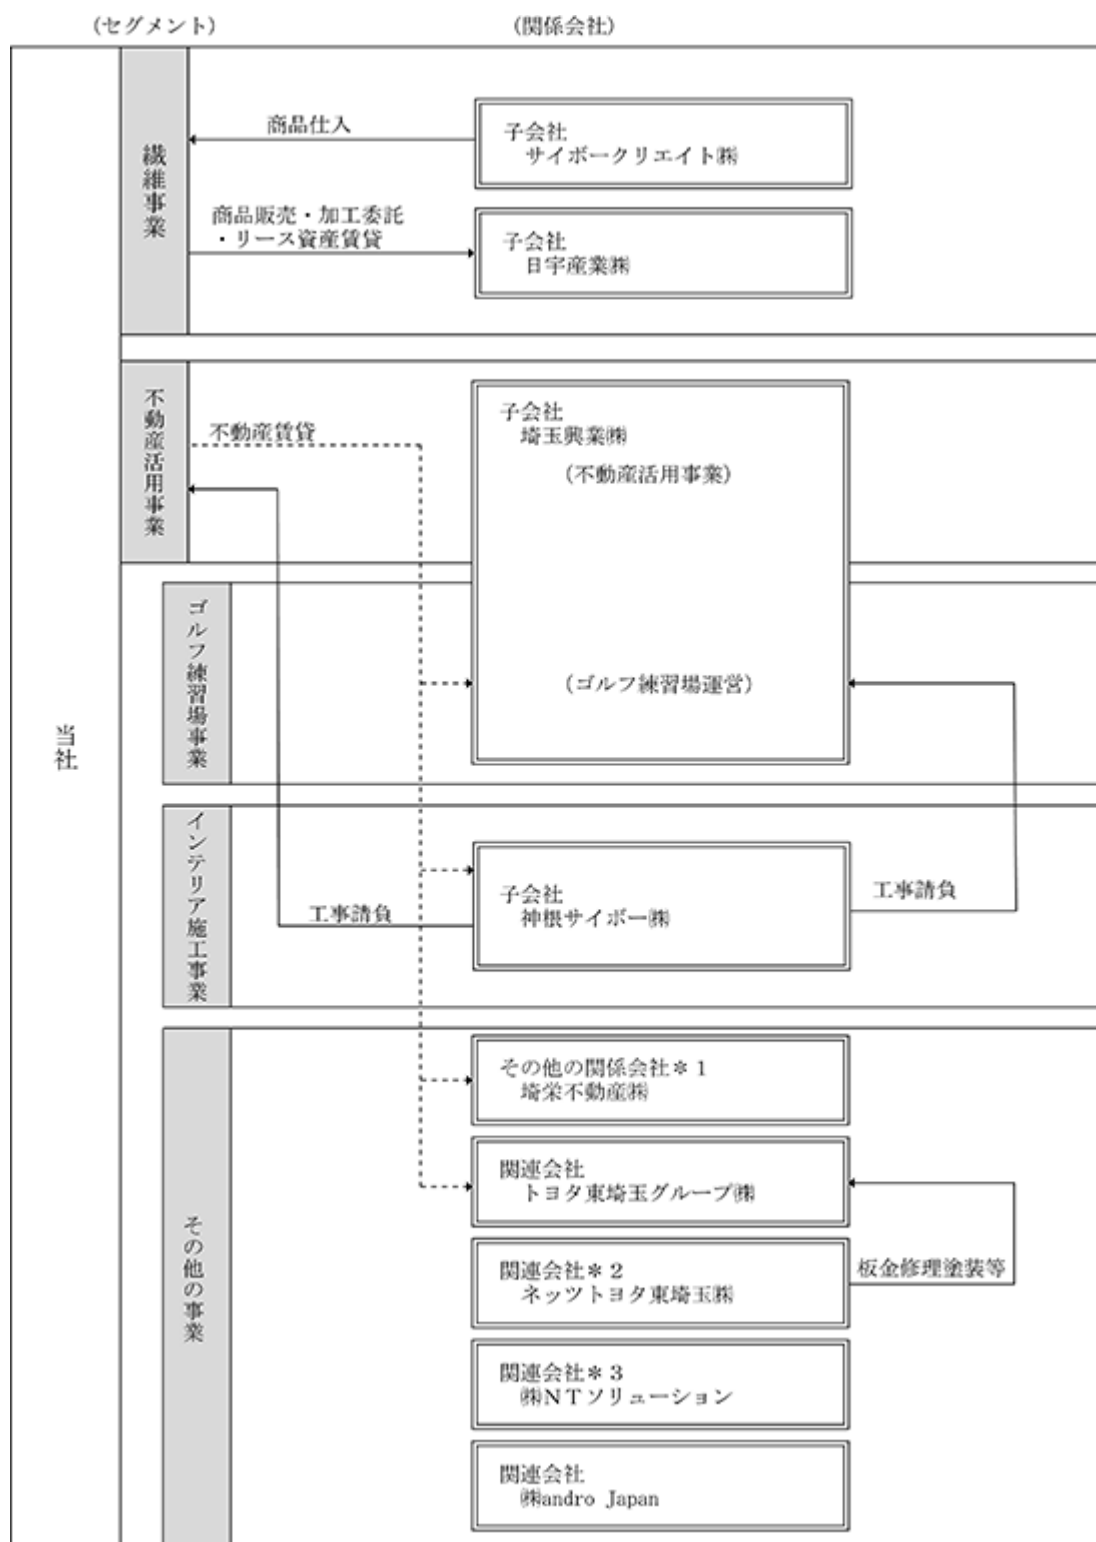 (セグメント)
(関係会社)
当社
繊維事業
商品仕入
子会社
サイボークリエイト㈱
商品販売・加工委託
・リース資産賃貸
子会社
日宇産業㈱
不動産活用事業
不動産賃貸
子会社
埼玉興業㈱
(不動産活用事業)
ゴルフ練習場事業
(ゴルフ練習場運営)
インテリア施工事業
工事請負
子会社
神根サイボー㈱
工事請負
その他の事業
その他の関係会社*1
埼栄不動産㈱
関連会社
トヨタ東埼玉グループ㈱
関連会社*2
ネッツトヨタ東埼玉㈱
板金修理塗装等
関連会社*3
㈱NTソリューション
関連会社
㈱andro Japan